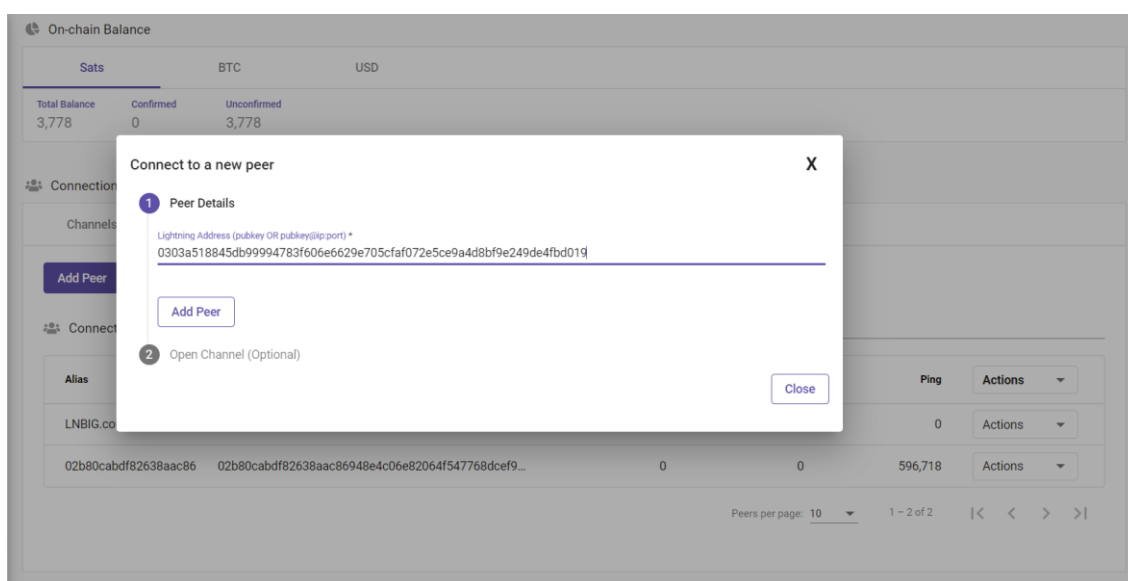 On-chain Balance
Sats BTC USD
Total Balance Confirmed Unconfirmed
3,778 0 3,778
Connect to a new peer X
Connection
1 Peer Details
Channels
Lightning Address (pubkey OR pubkey@ip:port) *
0303a518845db99994783f606e6629e705cfaf072e5ce9a4d8bf9e249de4fbd019
Add Peer
Add Peer
Connect
2 Open Channel (Optional)
Alias Ping Actions
Close
LNBIG.co 0 Actions
02b80cabdf82638aac86 02b80cabdf82638aac86948e4c06e82064f547768dcef9... 0 0 596,718 Actions
Peers per page: 10 1 – 2 of 2 |< < > >|